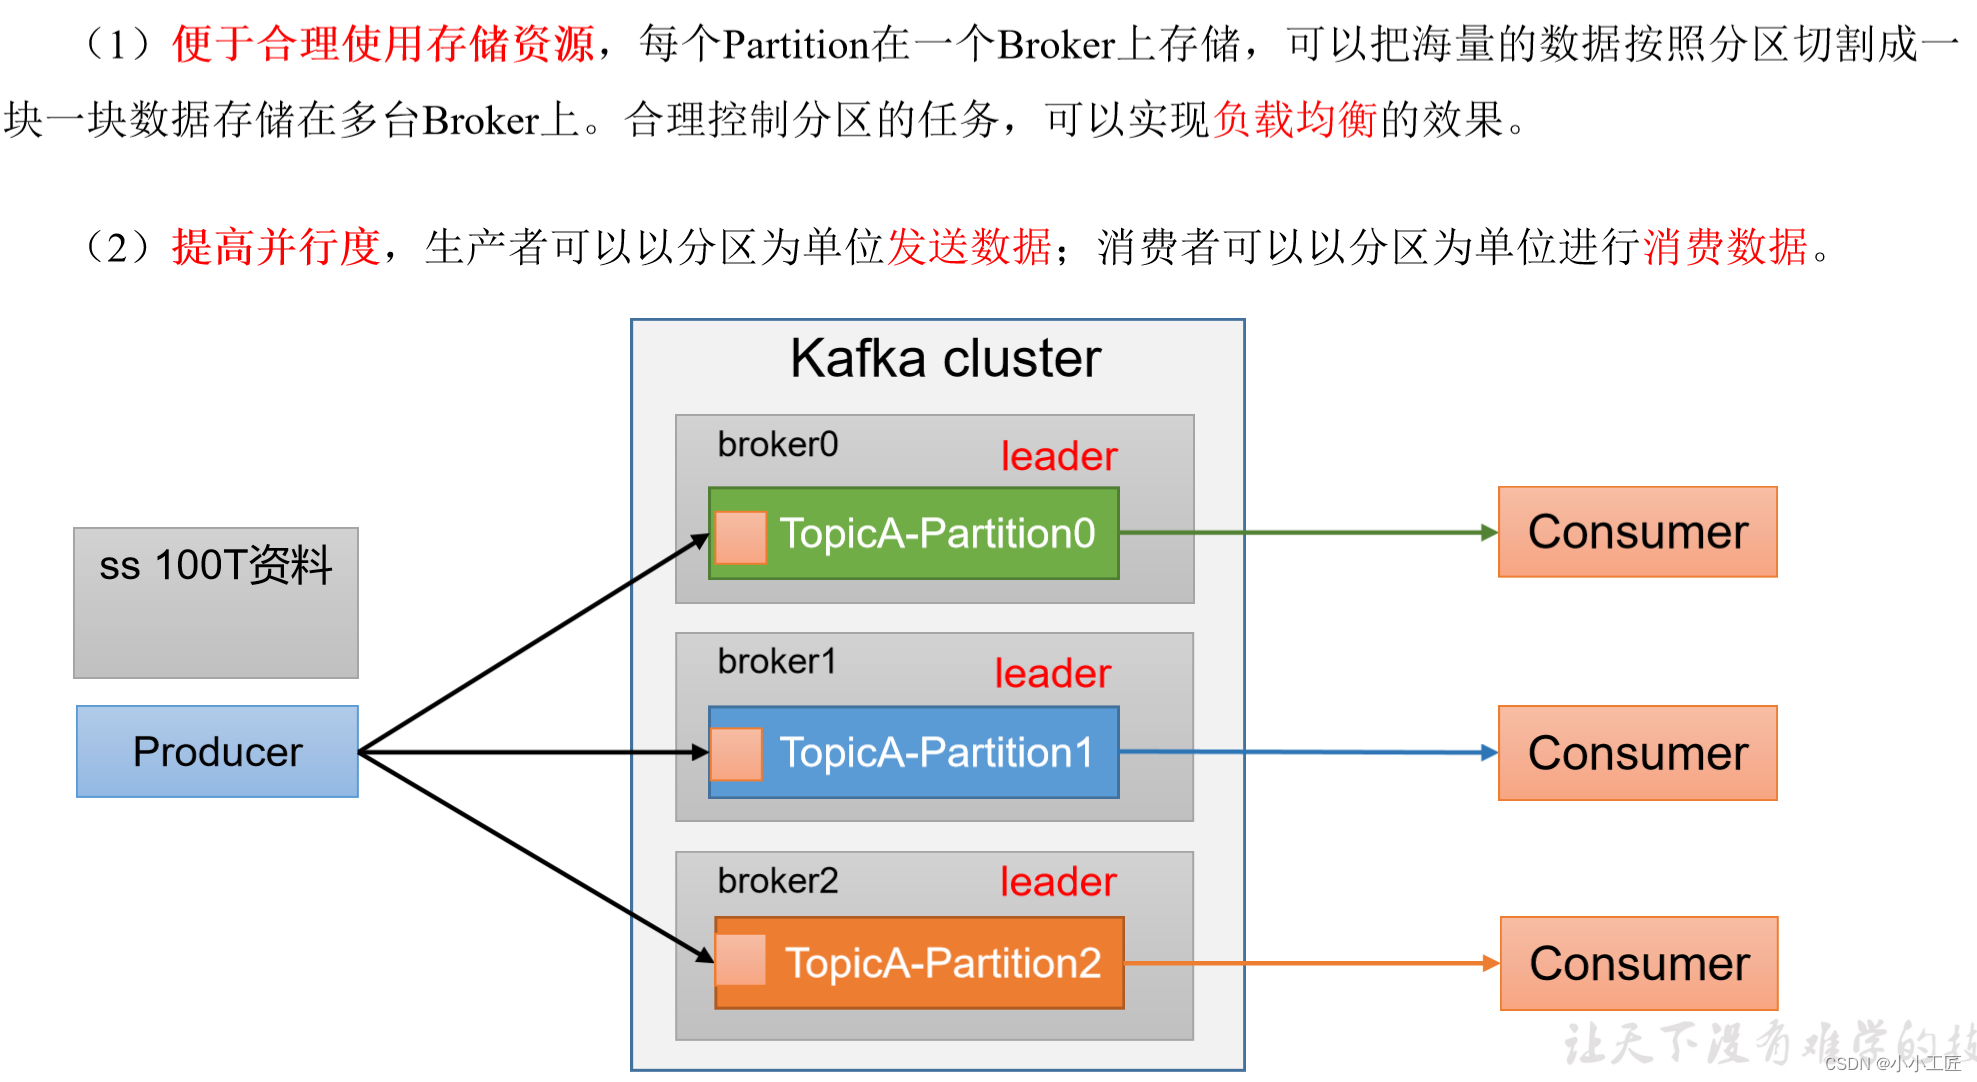 （1）便于合理使用存储资源，每个Partition在一个Broker上存储，可以把海量的数据按照分区切割成一
块一块数据存储在多台Broker上。合理控制分区的任务，可以实现负载均衡的效果。
（2）提高并行度，生产者可以以分区为单位发送数据；消费者可以以分区为单位进行消费数据。
Kafka cluster
broker0
leader
TopicA-Partition0
Consumer
ss 100T资料
broker1
leader
Producer
TopicA-Partition1
Consumer
broker2
leader
TopicA-Partition2
Consumer
让天下没有难学的技
CSDN @小小工匠